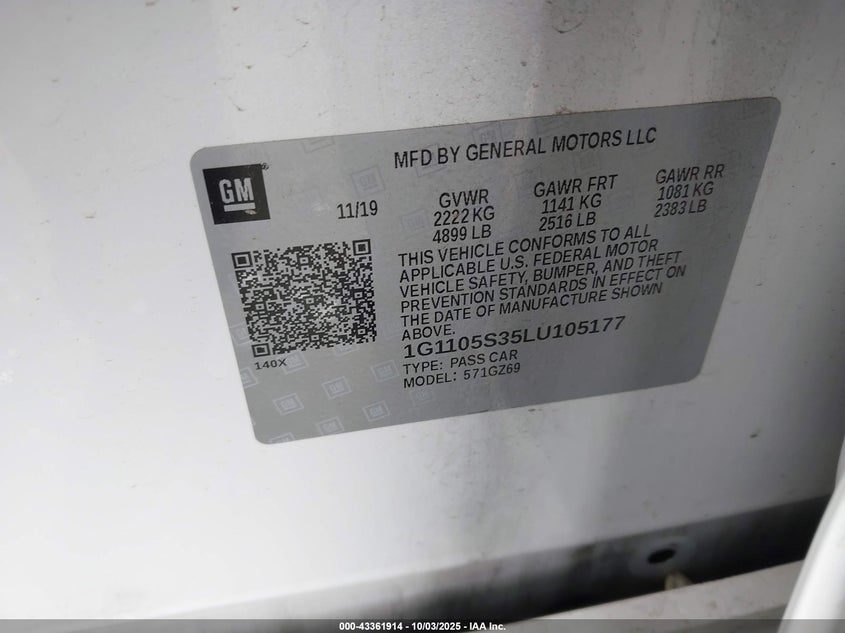 MFD BY GENERAL MOTORS LLC
GM®
11/19
GVWR
2222 KG
4899 LB
GAWR FRT
1141 KG
2516 LB
GAWR RR
1081 KG
2383 LB
THIS VEHICLE CONFORMS TO ALL
APPLICABLE U.S. FEDERAL MOTOR
VEHICLE SAFETY, BUMPER, AND THEFT
PREVENTION STANDARDS IN EFFECT ON
THE DATE OF MANUFACTURE SHOWN
ABOVE.
140X
1G1105S35LU105177
TYPE: PASS CAR
MODEL: 571GZ69
000-43361914 - 10/03/2025 - IAA Inc.